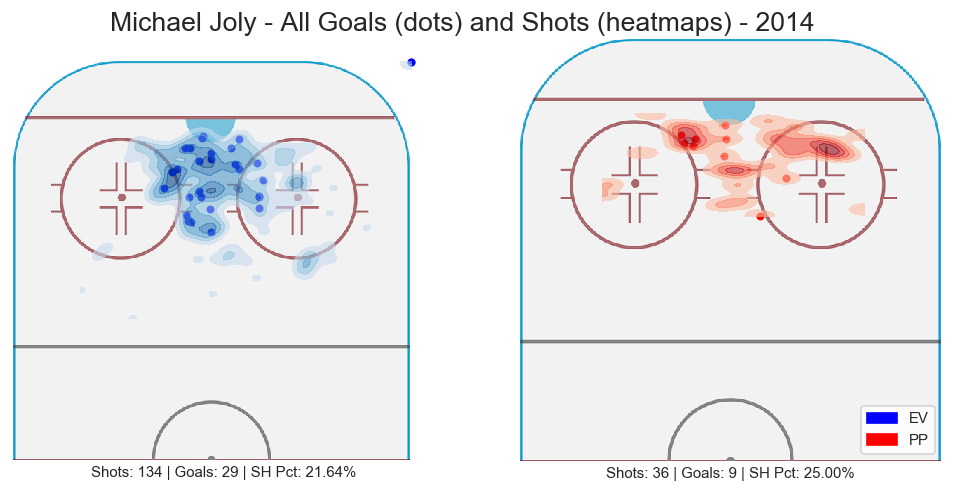 Michael Joly - All Goals (dots) and Shots (heatmaps) - 2014
EV
PP
Shots: 134 | Goals: 29 | SH Pct: 21.64%
Shots: 36 | Goals: 9 | SH Pct: 25.00%